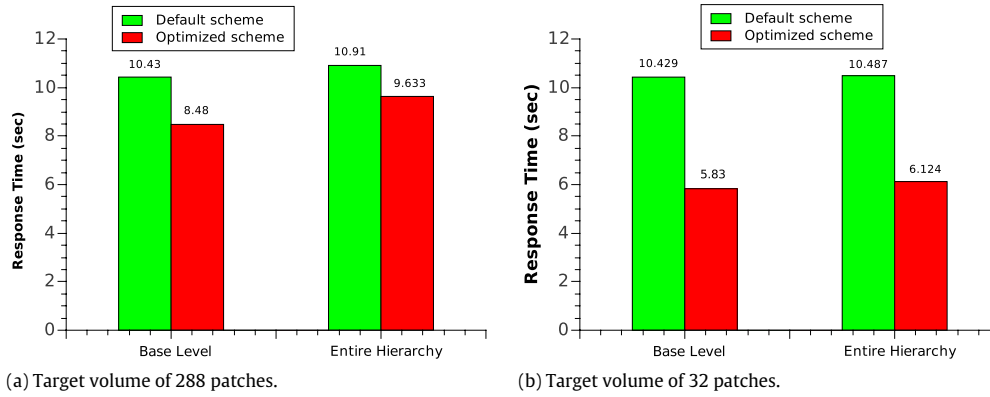 Default scheme
Optimized scheme
12
10
8
6
4
2
0
Response Time (sec)
10.43
8.48
10.91
9.633
Base Level
Entire Hierarchy
(a) Target volume of 288 patches.
Default scheme
Optimized scheme
12
10
8
6
4
2
0
Response Time (sec)
10.429
5.83
10.487
6.124
Base Level
Entire Hierarchy
(b) Target volume of 32 patches.